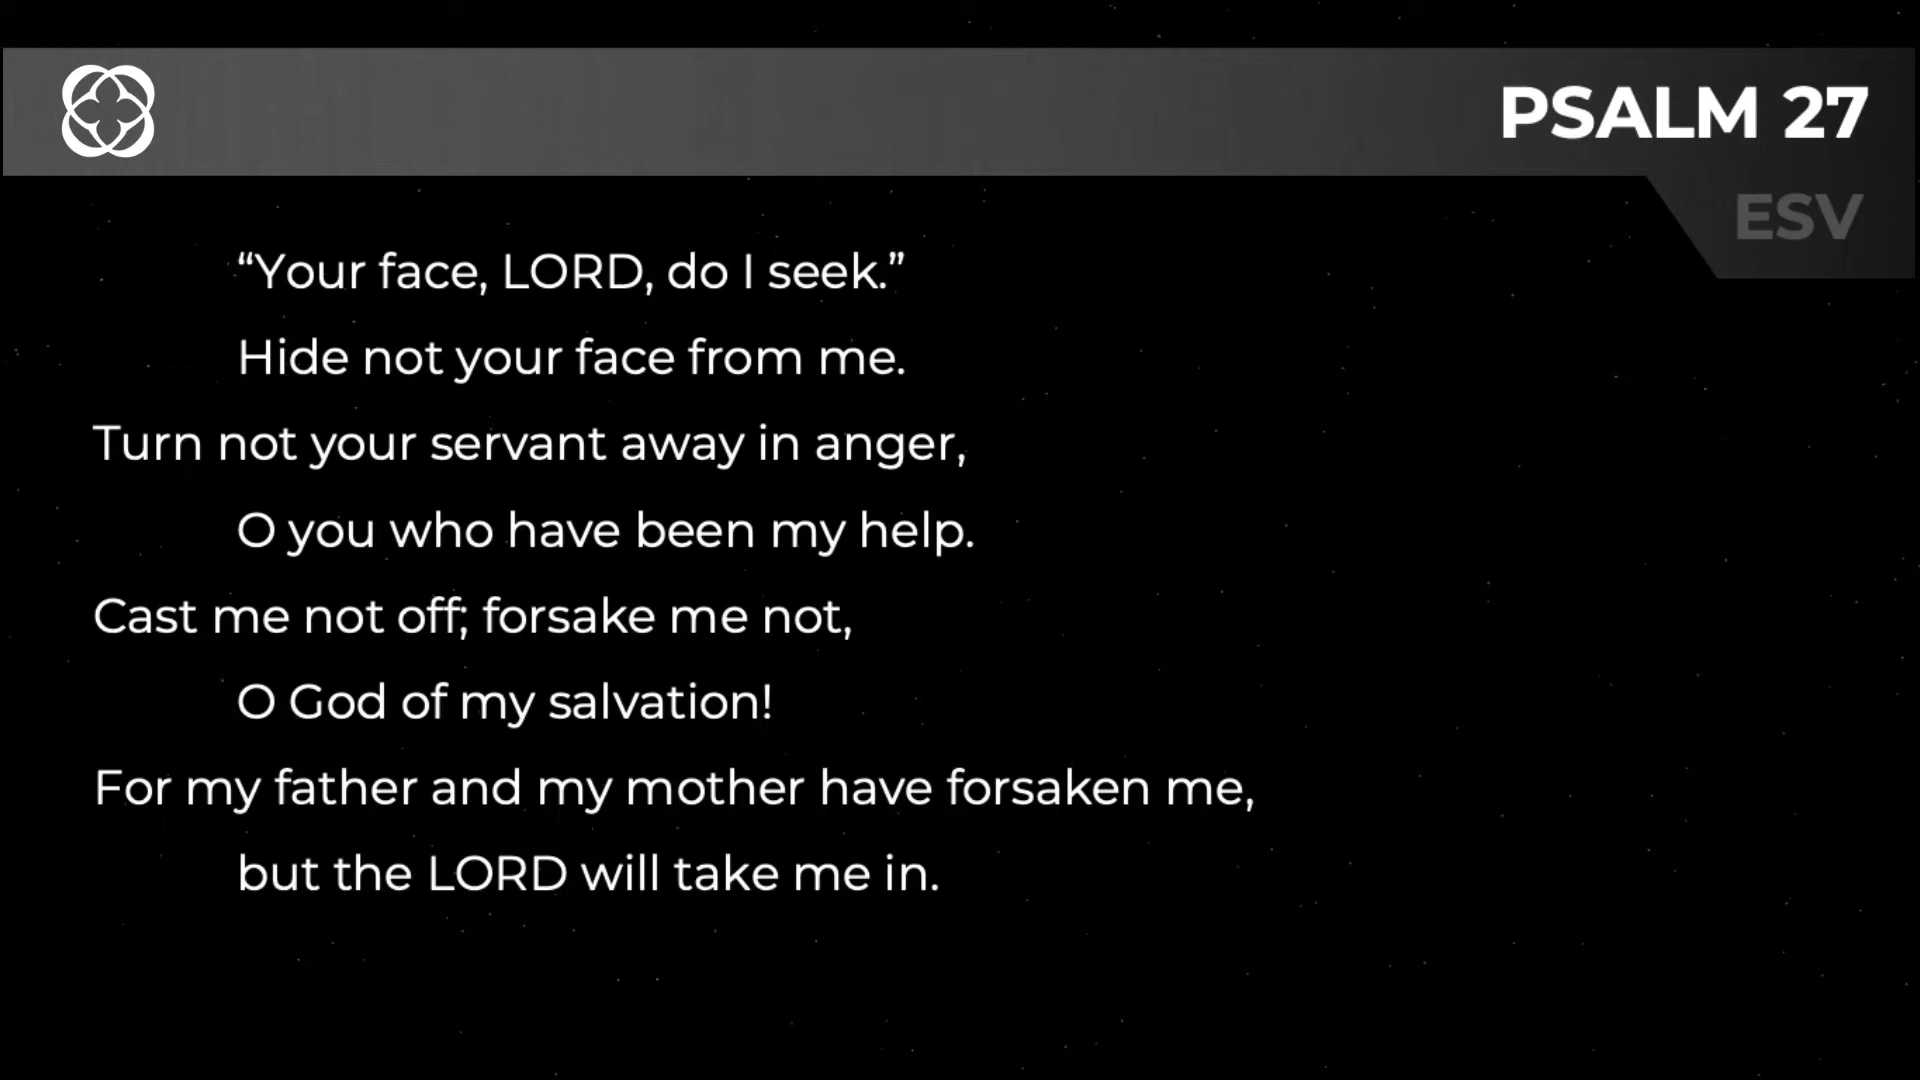 PSALM 27
ESV
“Your face, LORD, do I seek.”
Hide not your face from me.
Turn not your servant away in anger,
O you who have been my help.
Cast me not off; forsake me not,
O God of my salvation!
For my father and my mother have forsaken me,
but the LORD will take me in.